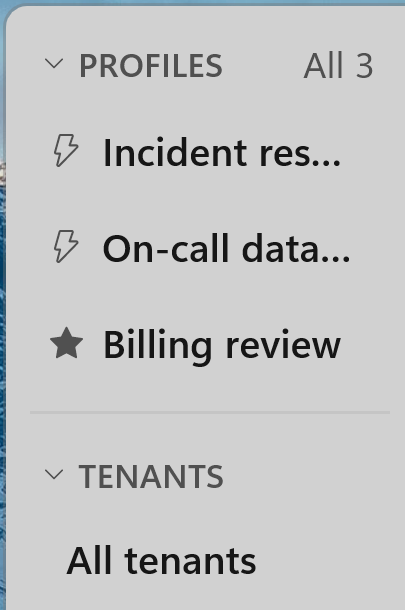 PROFILES All 3
Incident res...
On-call data...
Billing review
TENANTS
All tenants